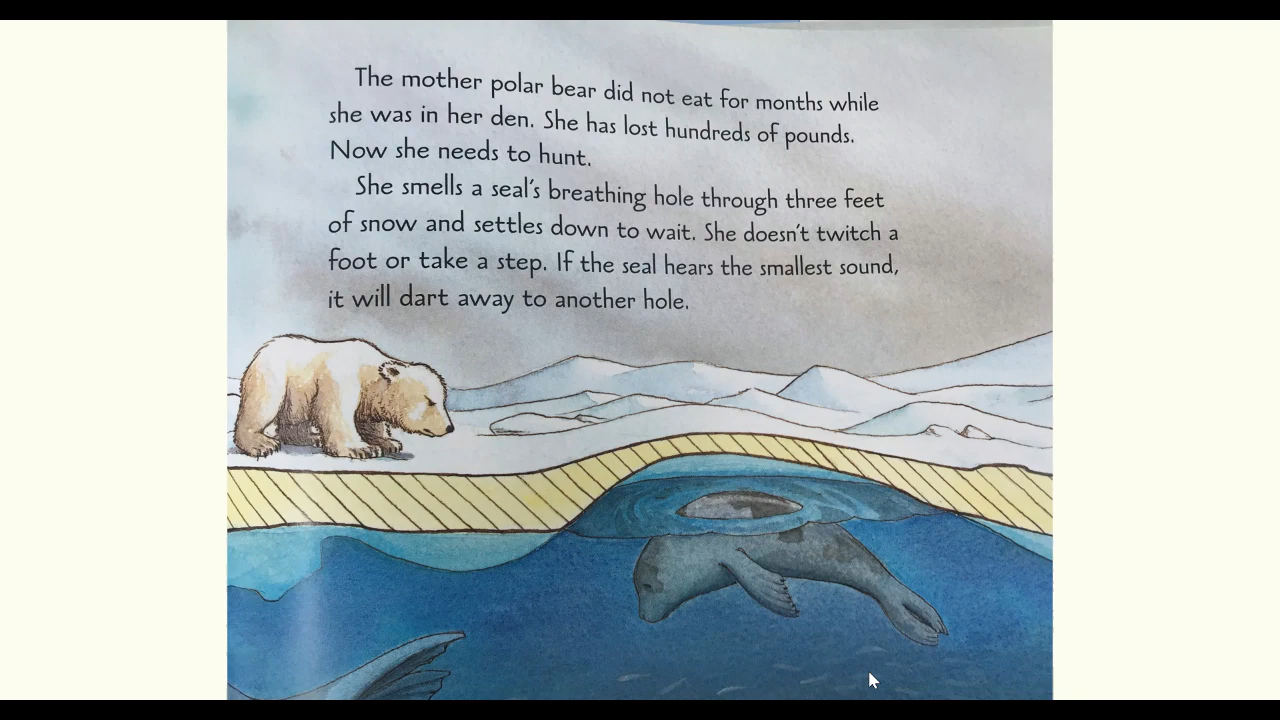 The mother polar bear did not eat for months while
she was in her den. She has lost hundreds of pounds.
Now she needs to hunt.
She smells a seal's breathing hole through three feet
of snow and settles down to wait. She doesn't twitch a
foot or take a step. If the seal hears the smallest sound,
it will dart away to another hole.